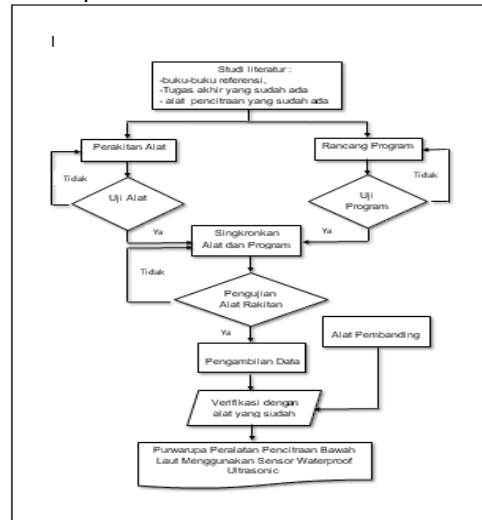 Studi literatur :
-buku-buku referensi,
-Tugas akhir yang sudah ada
- alat pencitraan yang sudah ada
Perakitan Alat
Rancang Program
Tidak
Tidak
Uji Alat
Uji
Program
Ya
Ya
Singkronkan
Alat dan Program
Tidak
Pengujian
Alat Rakitan
Ya
Alat Pembanding
Pengambilan Data
Verifikasi dengan
alat yang sudah
Purwarupa Peralatan Pencitraan Bawah
Laut Menggunakan Sensor Waterproof
Ultrasonic